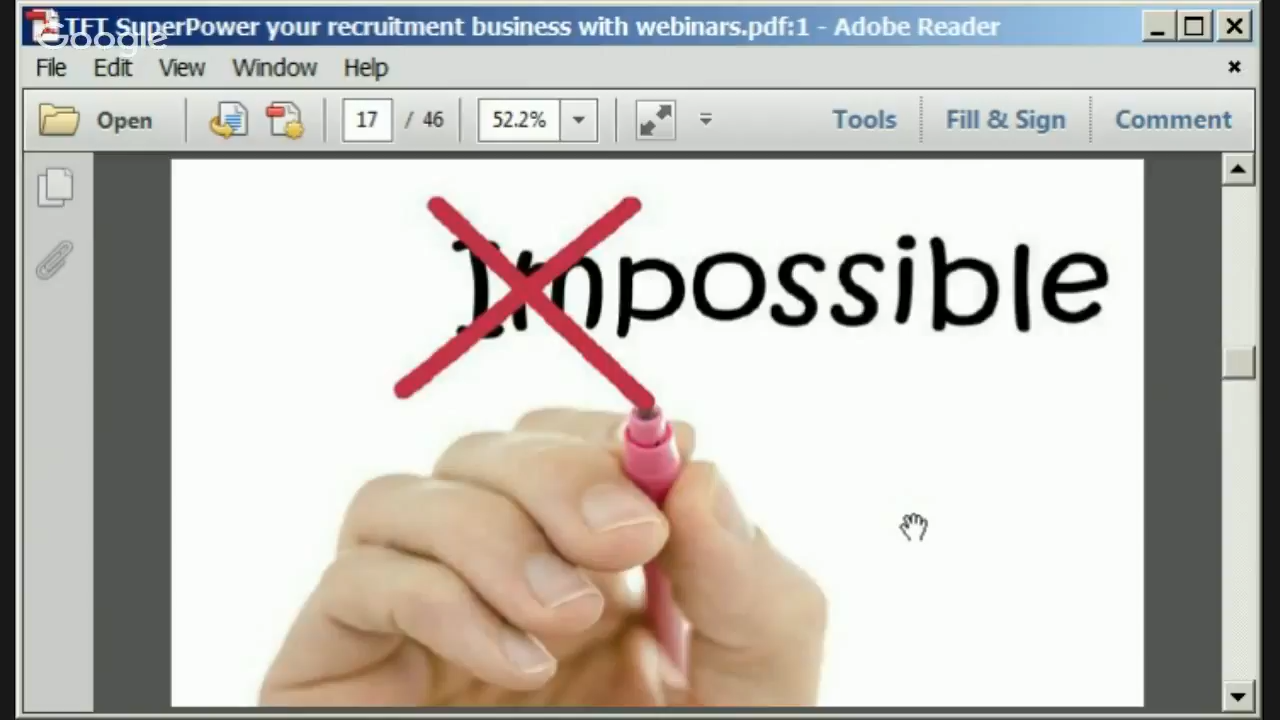 TFT SuperPower your recruitment business with webinars.pdf:1 - Adobe Reader
Google
File Edit View Window Help
Open 17 / 46 52.2% Tools Fill & Sign Comment
Impossible